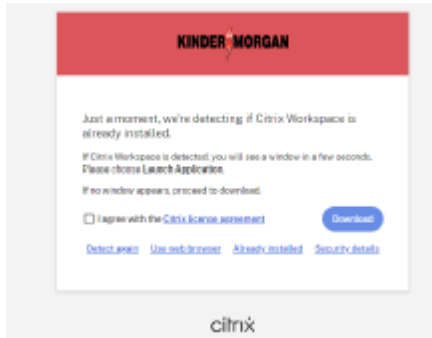 KINDER MORGAN
Just a moment, we're detecting if Citrix Workspace is
already installed.
If Citrix Workspace is detected, you will see a window in a few seconds.
Please choose Launch Application.
If no window appears, proceed to download.
I agree with the Citrix license agreement
Download
Detect again Use web browser Already installed Security details
citrix